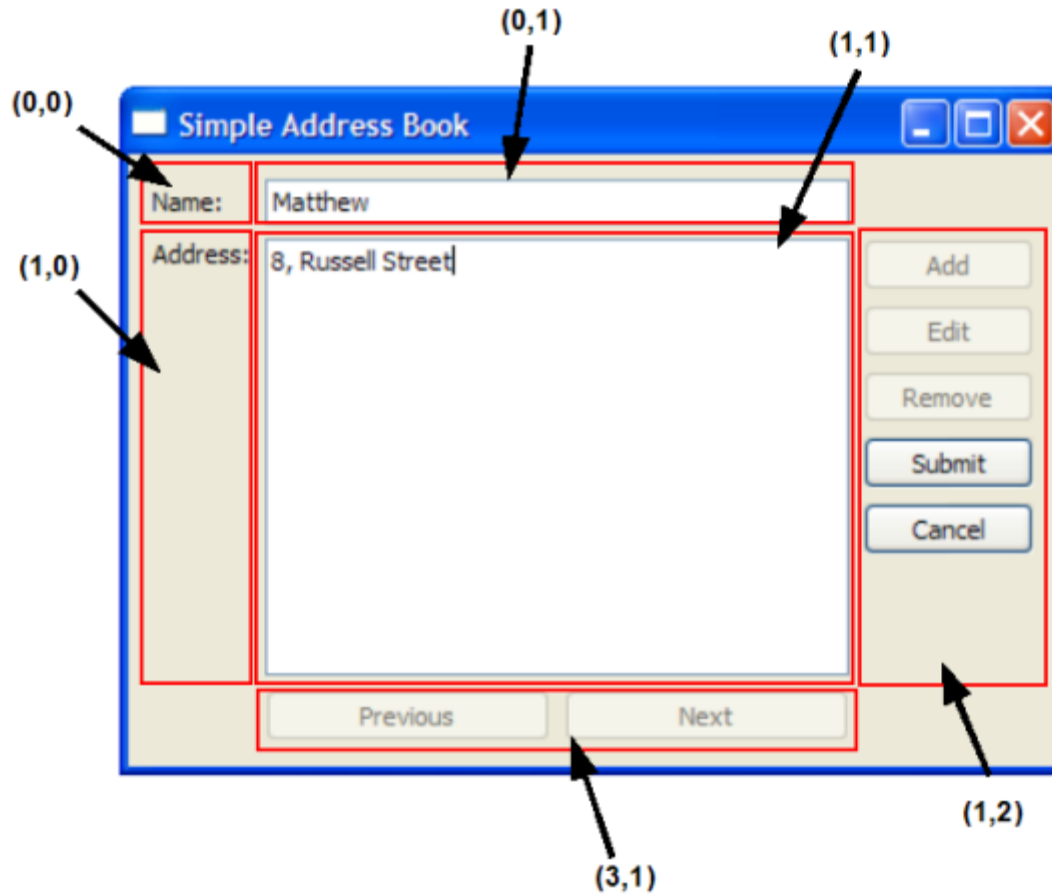 (0,1)
(1,1)
(0,0)
Simple Address Book
Name: Matthew
Address: 8, Russell Street
(1,0)
Add
Edit
Remove
Submit
Cancel
Previous Next
(1,2)
(3,1)